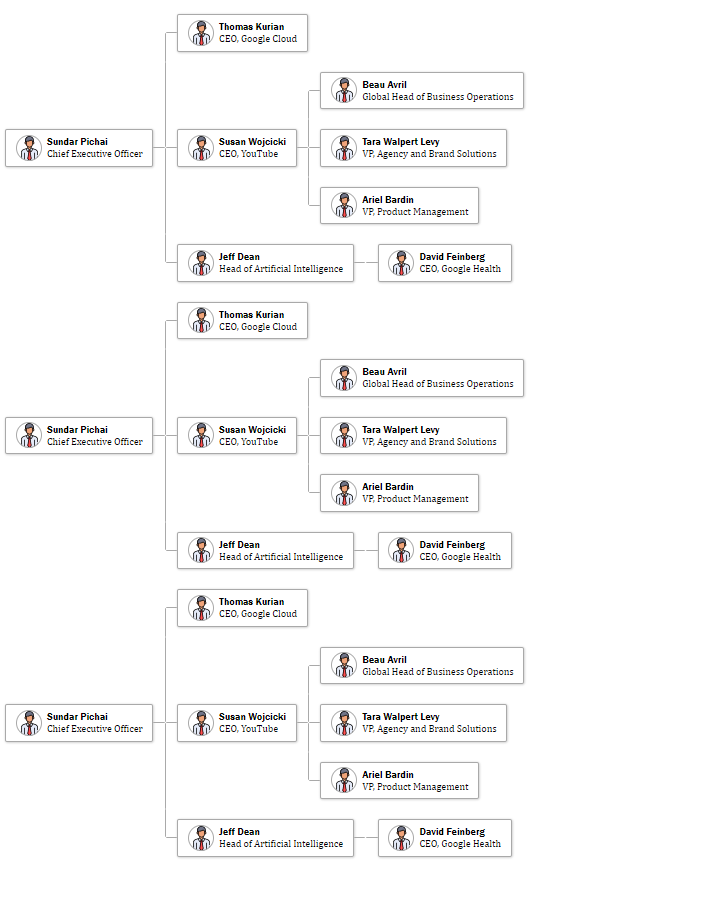 Thomas Kurian
CEO, Google Cloud
Beau Avril
Global Head of Business Operations
Sundar Pichai
Chief Executive Officer
Susan Wojcicki
CEO, YouTube
Tara Walpert Levy
VP, Agency and Brand Solutions
Ariel Bardin
VP, Product Management
Jeff Dean
Head of Artificial Intelligence
David Feinberg
CEO, Google Health
Thomas Kurian
CEO, Google Cloud
Beau Avril
Global Head of Business Operations
Sundar Pichai
Chief Executive Officer
Susan Wojcicki
CEO, YouTube
Tara Walpert Levy
VP, Agency and Brand Solutions
Ariel Bardin
VP, Product Management
Jeff Dean
Head of Artificial Intelligence
David Feinberg
CEO, Google Health
Thomas Kurian
CEO, Google Cloud
Beau Avril
Global Head of Business Operations
Sundar Pichai
Chief Executive Officer
Susan Wojcicki
CEO, YouTube
Tara Walpert Levy
VP, Agency and Brand Solutions
Ariel Bardin
VP, Product Management
Jeff Dean
Head of Artificial Intelligence
David Feinberg
CEO, Google Health